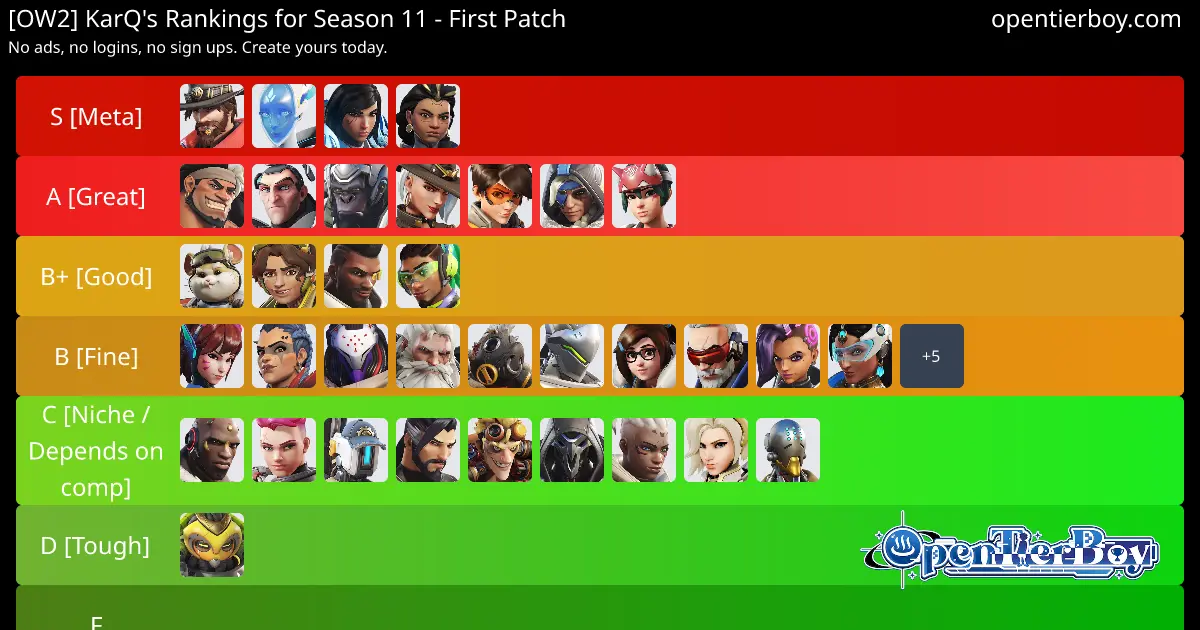 [OW2] KarQ's Rankings for Season 11 - First Patch
opentierboy.com
No ads, no logins, no sign ups. Create yours today.
S [Meta]
A [Great]
B+ [Good]
B [Fine]
+5
C [Niche /
Depends on
comp]
D [Tough]
OpenTierBoy